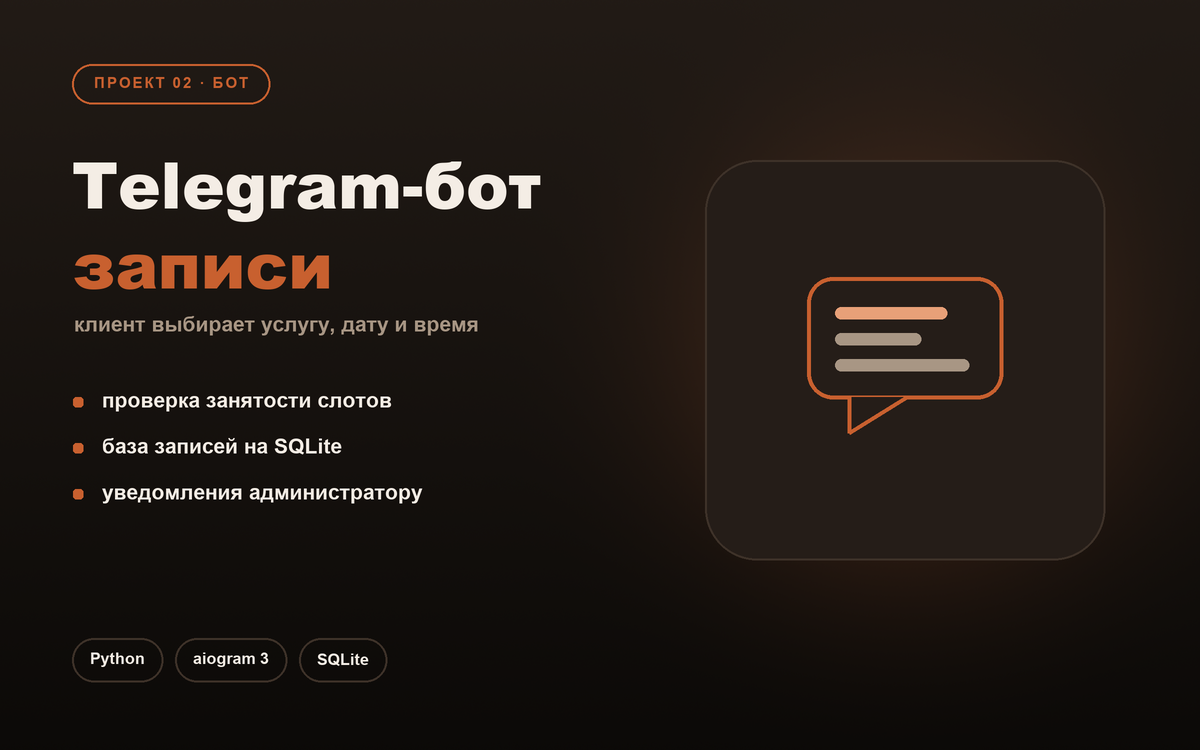 ПРОЕКТ 02 · БОТ
Telegram-бот
записи
клиент выбирает услугу, дату и время
проверка занятости слотов
база записей на SQLite
уведомления администратору
Python
aiogram 3
SQLite